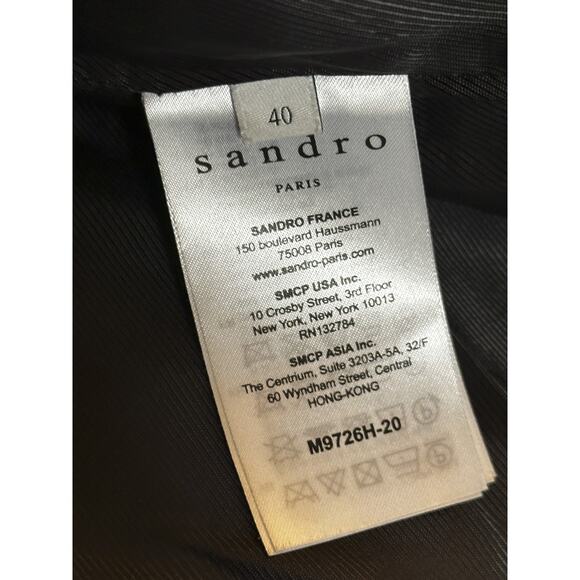 40
sandro
PARIS
SANDRO FRANCE
150 boulevard Haussmann
75008 Paris
www.sandro-paris.com
SMCP USA Inc.
10 Crosby Street, 3rd Floor
New York, New York 10013
RN132784
SMCP ASIA Inc.
The Centrium, Suite 3203A-5A, 32/F
60 Wyndham Street, Central
HONG-KONG
M9726H-20